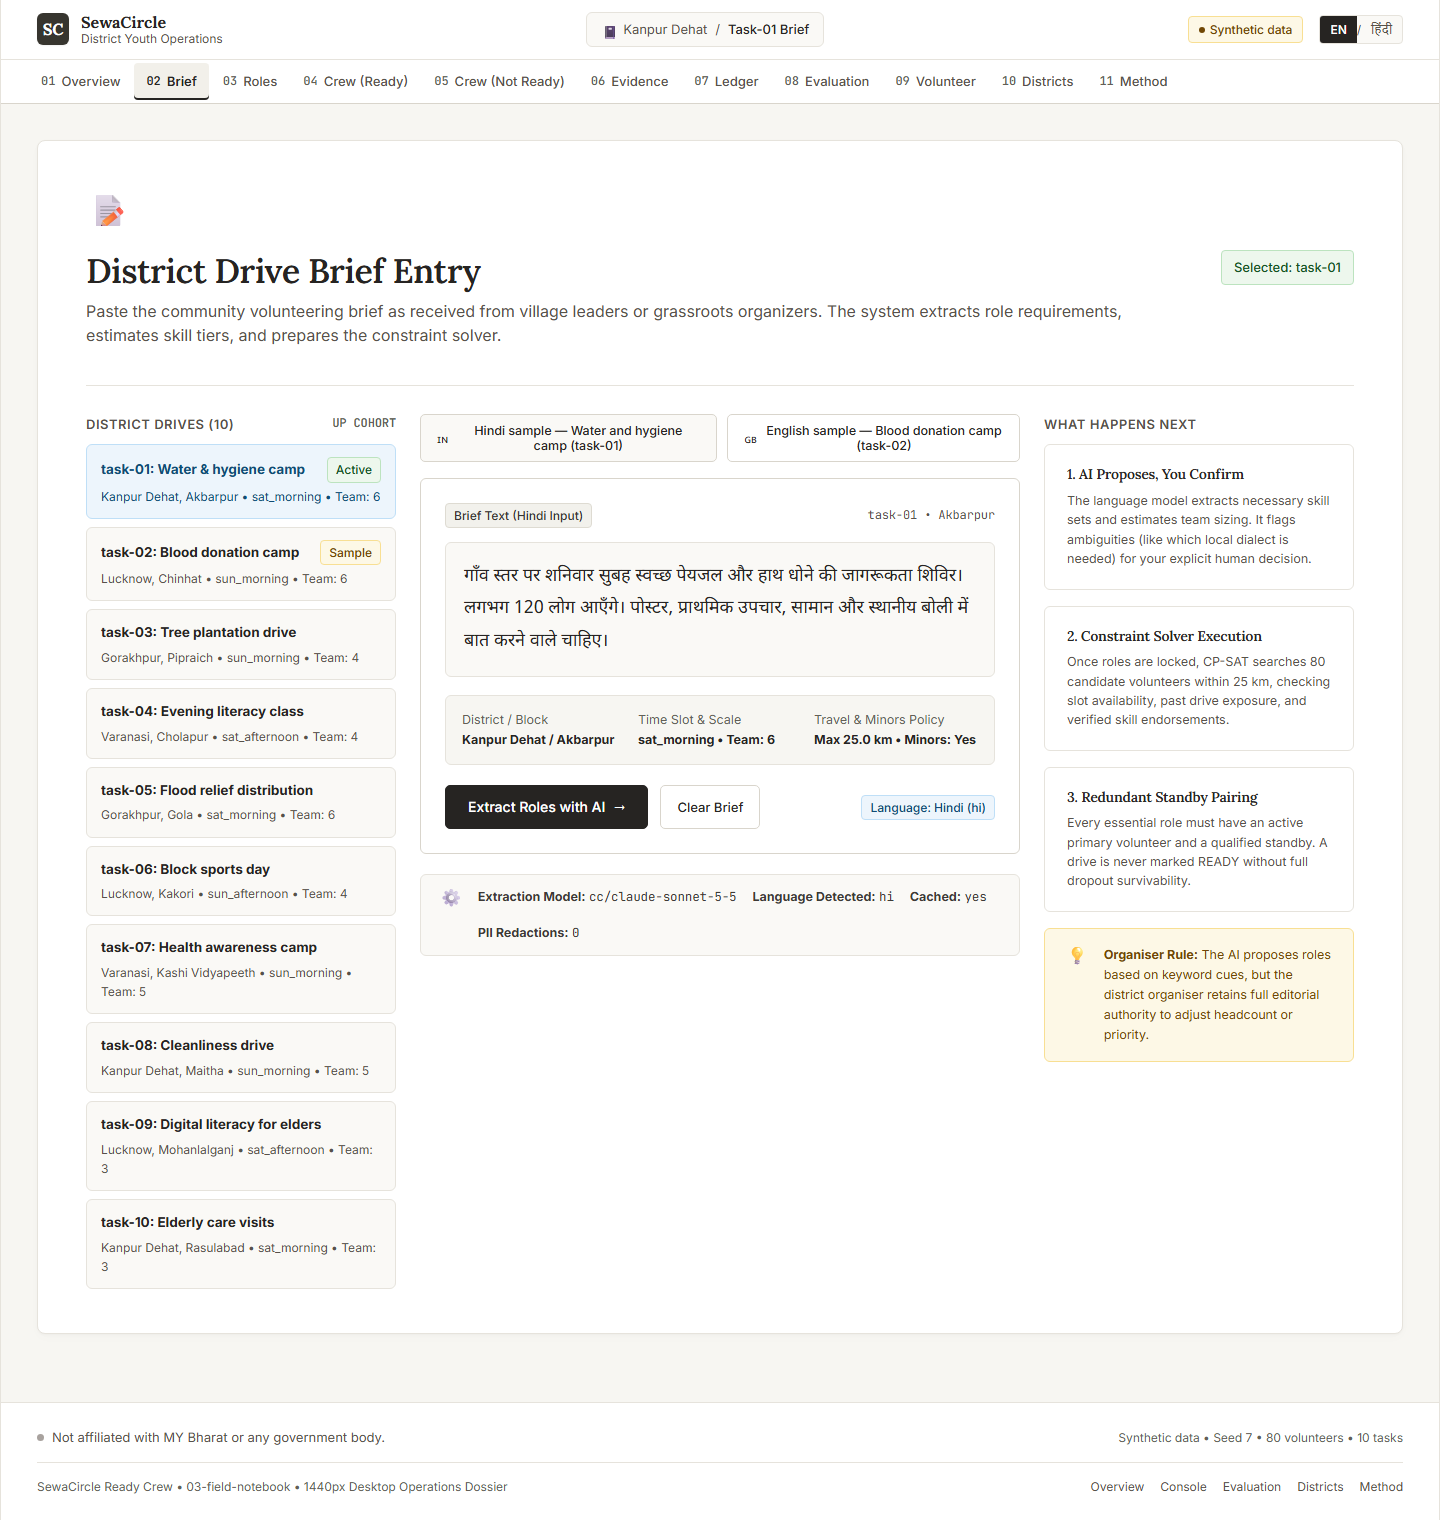 SC
SewaCircle
District Youth Operations
Kanpur Dehat / Task-01 Brief
Synthetic data
EN / हिंदी
01 Overview
02 Brief
03 Roles
04 Crew (Ready)
05 Crew (Not Ready)
06 Evidence
07 Ledger
08 Evaluation
09 Volunteer
10 Districts
11 Method
District Drive Brief Entry
Selected: task-01
Paste the community volunteering brief as received from village leaders or grassroots organizers. The system extracts role requirements,
estimates skill tiers, and prepares the constraint solver.
DISTRICT DRIVES (10)
UP COHORT
task-01: Water & hygiene camp
Active
Kanpur Dehat, Akbarpur • sat_morning • Team: 6
task-02: Blood donation camp
Sample
Lucknow, Chinhat • sun_morning • Team: 6
task-03: Tree plantation drive
Gorakhpur, Pipraich • sun_morning • Team: 4
task-04: Evening literacy class
Varanasi, Cholapur • sat_afternoon • Team: 4
task-05: Flood relief distribution
Gorakhpur, Gola • sat_morning • Team: 6
task-06: Block sports day
Lucknow, Kakori • sun_afternoon • Team: 4
task-07: Health awareness camp
Varanasi, Kashi Vidyapeeth • sun_morning •
Team: 5
task-08: Cleanliness drive
Kanpur Dehat, Maitha • sun_morning • Team: 5
task-09: Digital literacy for elders
Lucknow, Mohanlalganj • sat_afternoon • Team:
3
task-10: Elderly care visits
Kanpur Dehat, Rasulabad • sat_morning • Team:
3
IN
Hindi sample — Water and hygiene
camp (task-01)
GB
English sample — Blood donation camp
(task-02)
Brief Text (Hindi Input)
task-01 • Akbarpur
गाँव स्तर पर शनिवार सुबह स्वच्छ पेयजल और हाथ धोने की जागरूकता शिविर।
लगभग 120 लोग आएँगे। पोस्टर, प्राथमिक उपचार, सामान और स्थानीय बोली में
बात करने वाले चाहिए।
District / Block
Kanpur Dehat / Akbarpur
Time Slot & Scale
sat_morning • Team: 6
Travel & Minors Policy
Max 25.0 km • Minors: Yes
Extract Roles with AI →
Clear Brief
Language: Hindi (hi)
Extraction Model: cc/claude-sonnet-5-5 Language Detected: hi Cached: yes
PII Redactions: 0
WHAT HAPPENS NEXT
1. AI Proposes, You Confirm
The language model extracts necessary skill
sets and estimates team sizing. It flags
ambiguities (like which local dialect is
needed) for your explicit human decision.
2. Constraint Solver Execution
Once roles are locked, CP-SAT searches 80
candidate volunteers within 25 km, checking
slot availability, past drive exposure, and
verified skill endorsements.
3. Redundant Standby Pairing
Every essential role must have an active
primary volunteer and a qualified standby. A
drive is never marked READY without full
dropout survivability.
Organiser Rule: The AI proposes roles
based on keyword cues, but the
district organiser retains full editorial
authority to adjust headcount or
priority.
Not affiliated with MY Bharat or any government body.
Synthetic data • Seed 7 • 80 volunteers • 10 tasks
SewaCircle Ready Crew • 03-field-notebook • 1440px Desktop Operations Dossier
Overview Console Evaluation Districts Method